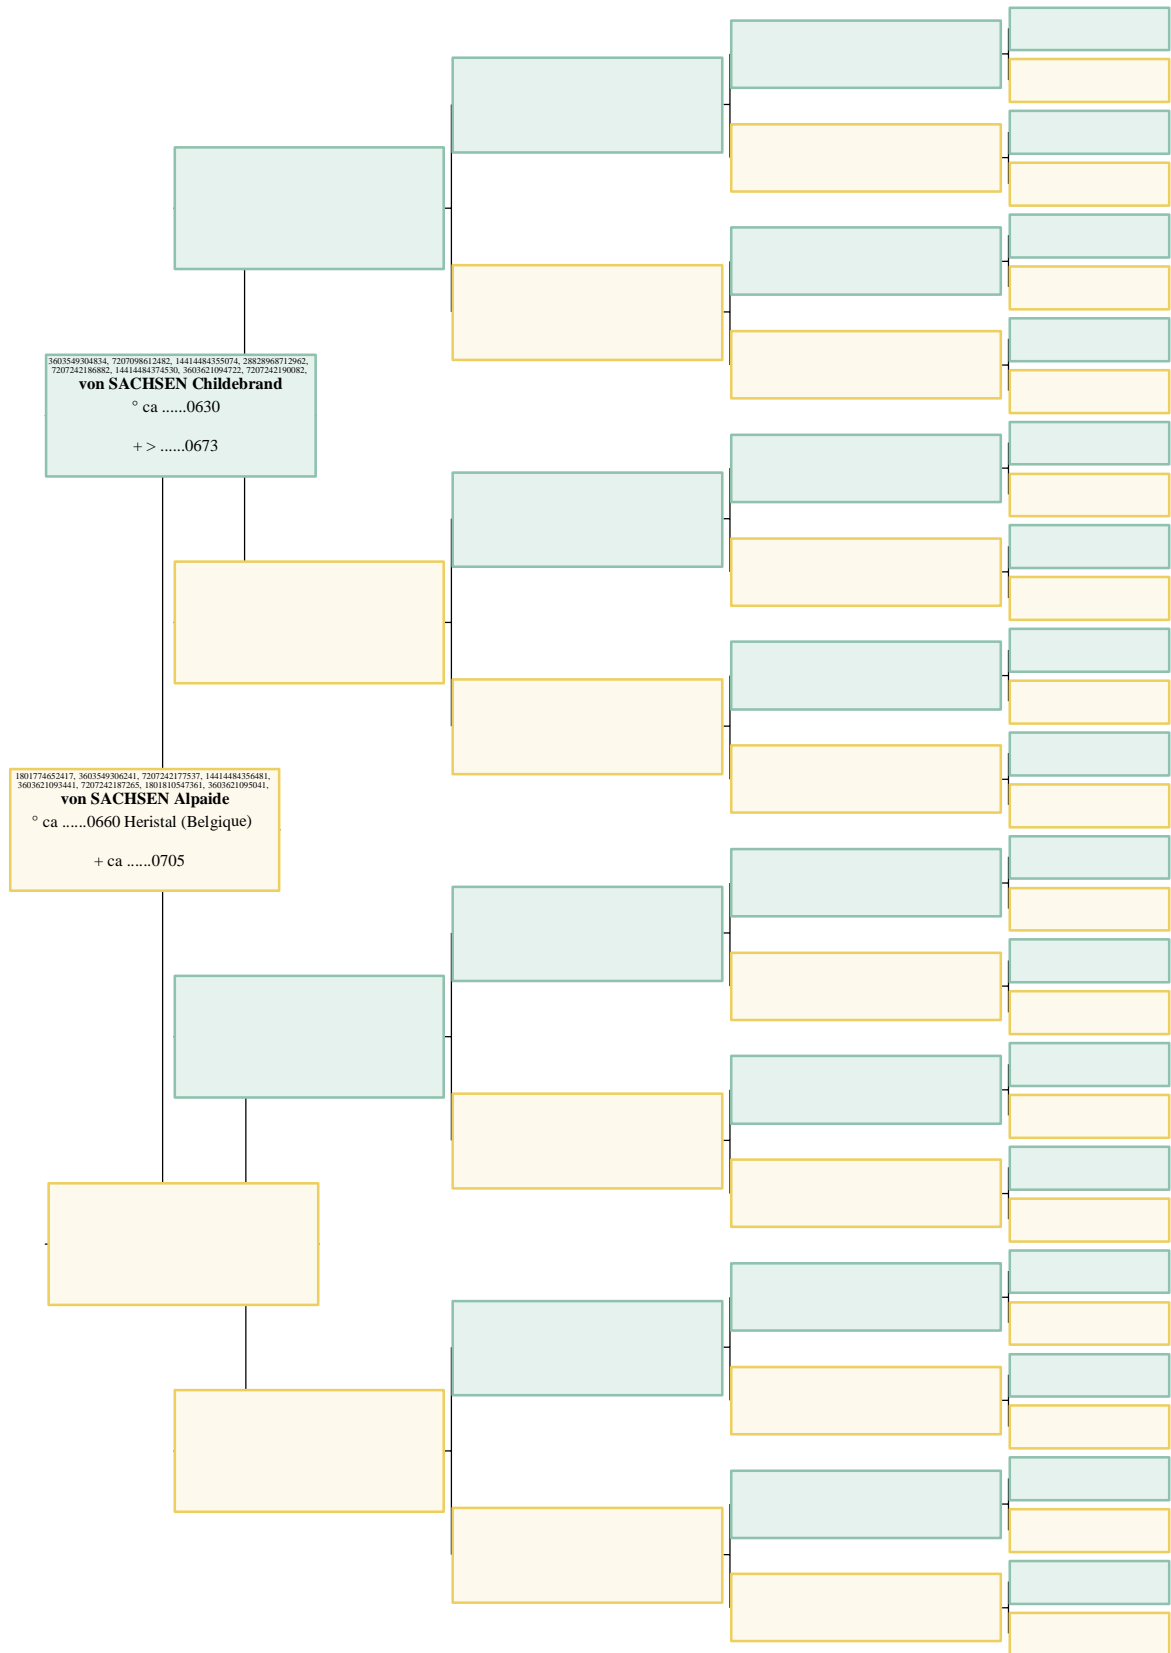 3603549304834, 7207098612482, 14414484355074, 28828968712962,
7207242186882, 14414484374530, 3603621094722, 7207242190082,
von SACHSEN Childebrand
° ca ......0630
+ > ......0673
1801774652417, 3603549306241, 7207242177537, 14414484356481,
3603621093441, 7207242187265, 1801810547361, 3603621095041,
von SACHSEN Alpaide
° ca ......0660 Heristal (Belgique)
+ ca ......0705